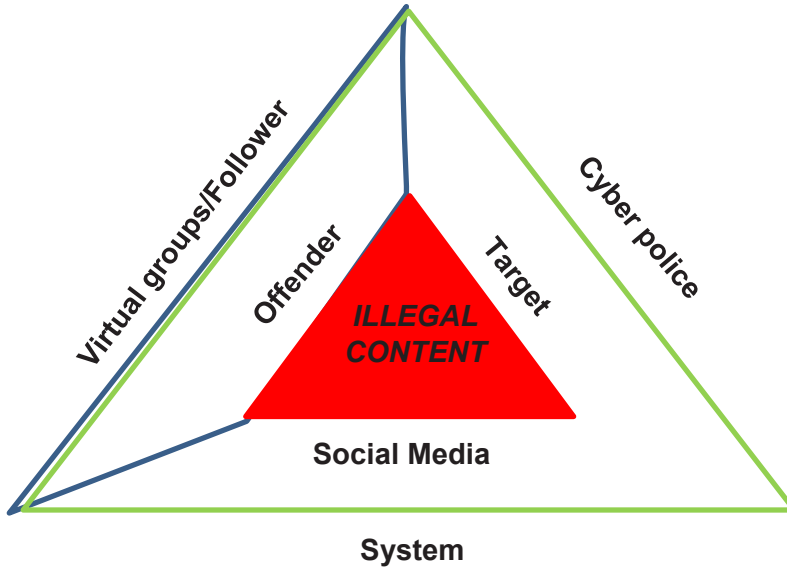 Virtual groups/Follower
Offender
Target
Cyber police
ILLEGAL
CONTENT
Social Media
System